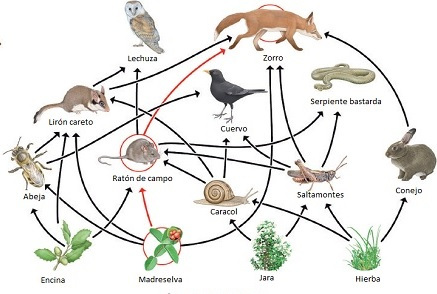 Lechuza
Zorro
Serpiente bastarda
Lirón careto
Cuervo
Ratón de campo
Abeja
Caracol
Saltamontes
Conejo
Encina
Madreselva
Jara
Hierba